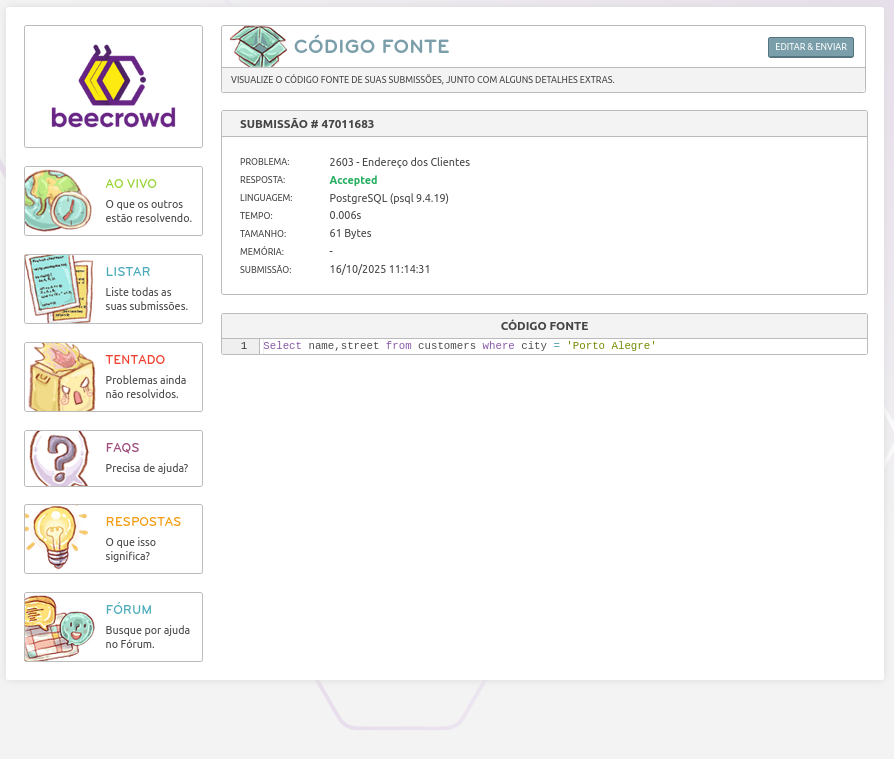 beecrowd
AO VIVO
O que os outros
estão resolvendo.
LISTAR
Liste todas as
suas submissões.
TENTADO
Problemas ainda
não resolvidos.
FAQS
Precisa de ajuda?
RESPOSTAS
O que isso
significa?
FÓRUM
Busque por ajuda
no Fórum.
CÓDIGO FONTE
EDITAR & ENVIAR
VISUALIZE O CÓDIGO FONTE DE SUAS SUBMISSÕES, JUNTO COM ALGUNS DETALHES EXTRAS.
SUBMISSÃO # 47011683
PROBLEMA: 2603 - Endereço dos Clientes
RESPOSTA: Accepted
LINGUAGEM: PostgreSQL (psql 9.4.19)
TEMPO: 0.006s
TAMANHO: 61 Bytes
MEMÓRIA: -
SUBMISSÃO: 16/10/2025 11:14:31
CÓDIGO FONTE
1 Select name,street from customers where city = 'Porto Alegre'